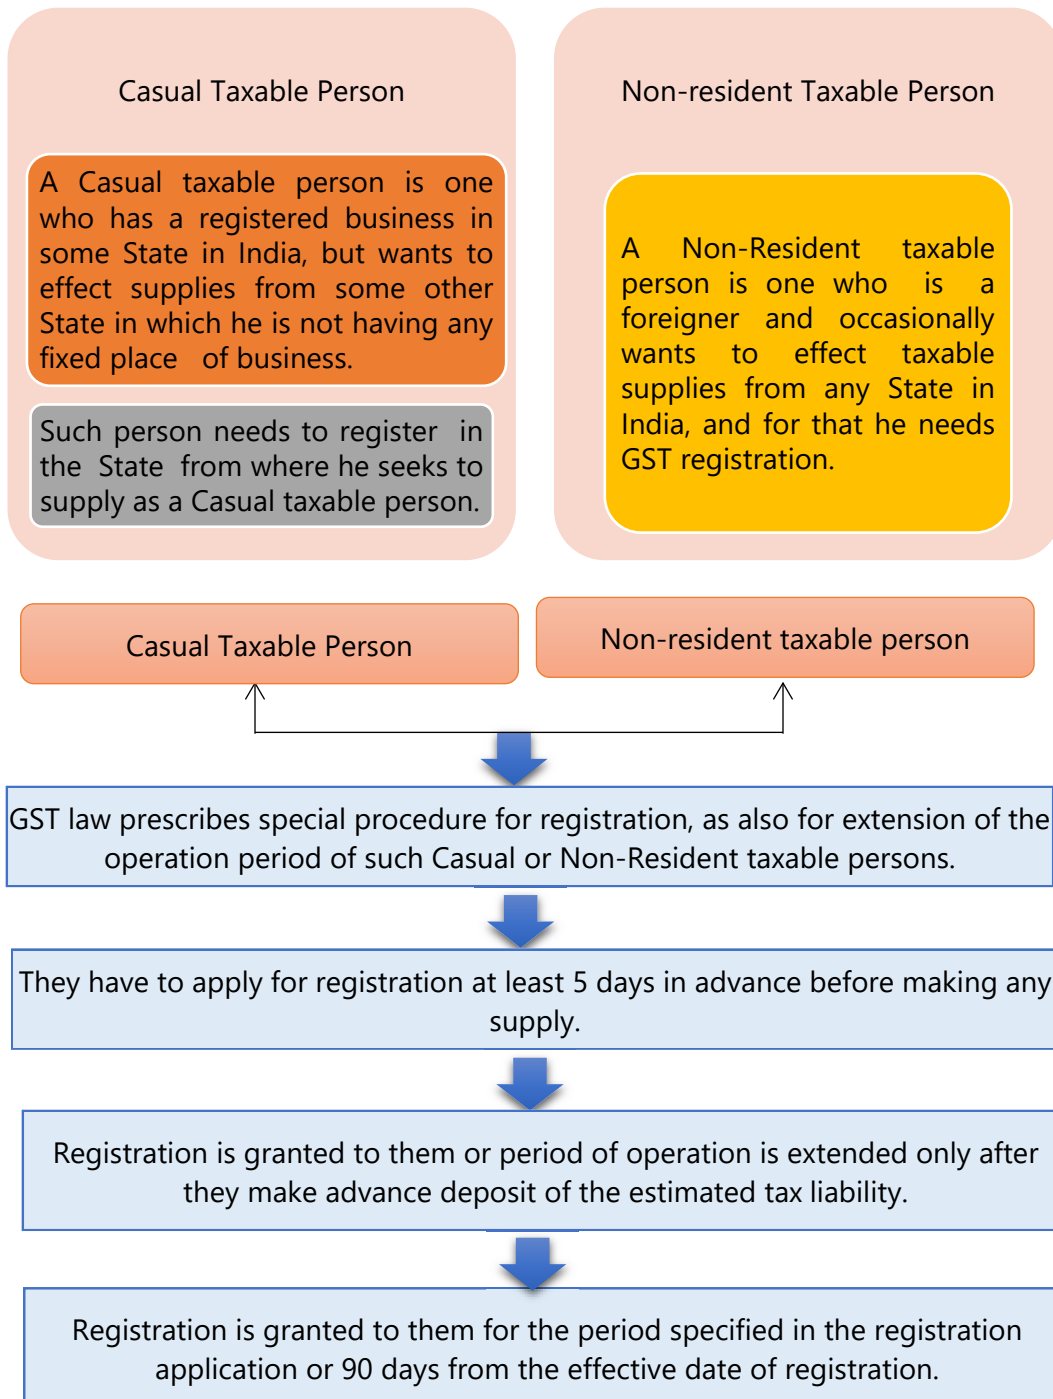 Casual Taxable Person
A Casual taxable person is one
who has a registered business in
some State in India, but wants to
effect supplies from some other
State in which he is not having any
fixed place of business.
Such person needs to register in
the State from where he seeks to
supply as a Casual taxable person.
Non-resident Taxable Person
A Non-Resident taxable
person is one who is a
foreigner and occasionally
wants to effect taxable
supplies from any State in
India, and for that he needs
GST registration.
Casual Taxable Person
Non-resident taxable person
GST law prescribes special procedure for registration, as also for extension of the
operation period of such Casual or Non-Resident taxable persons.
They have to apply for registration at least 5 days in advance before making any
supply.
Registration is granted to them or period of operation is extended only after
they make advance deposit of the estimated tax liability.
Registration is granted to them for the period specified in the registration
application or 90 days from the effective date of registration.